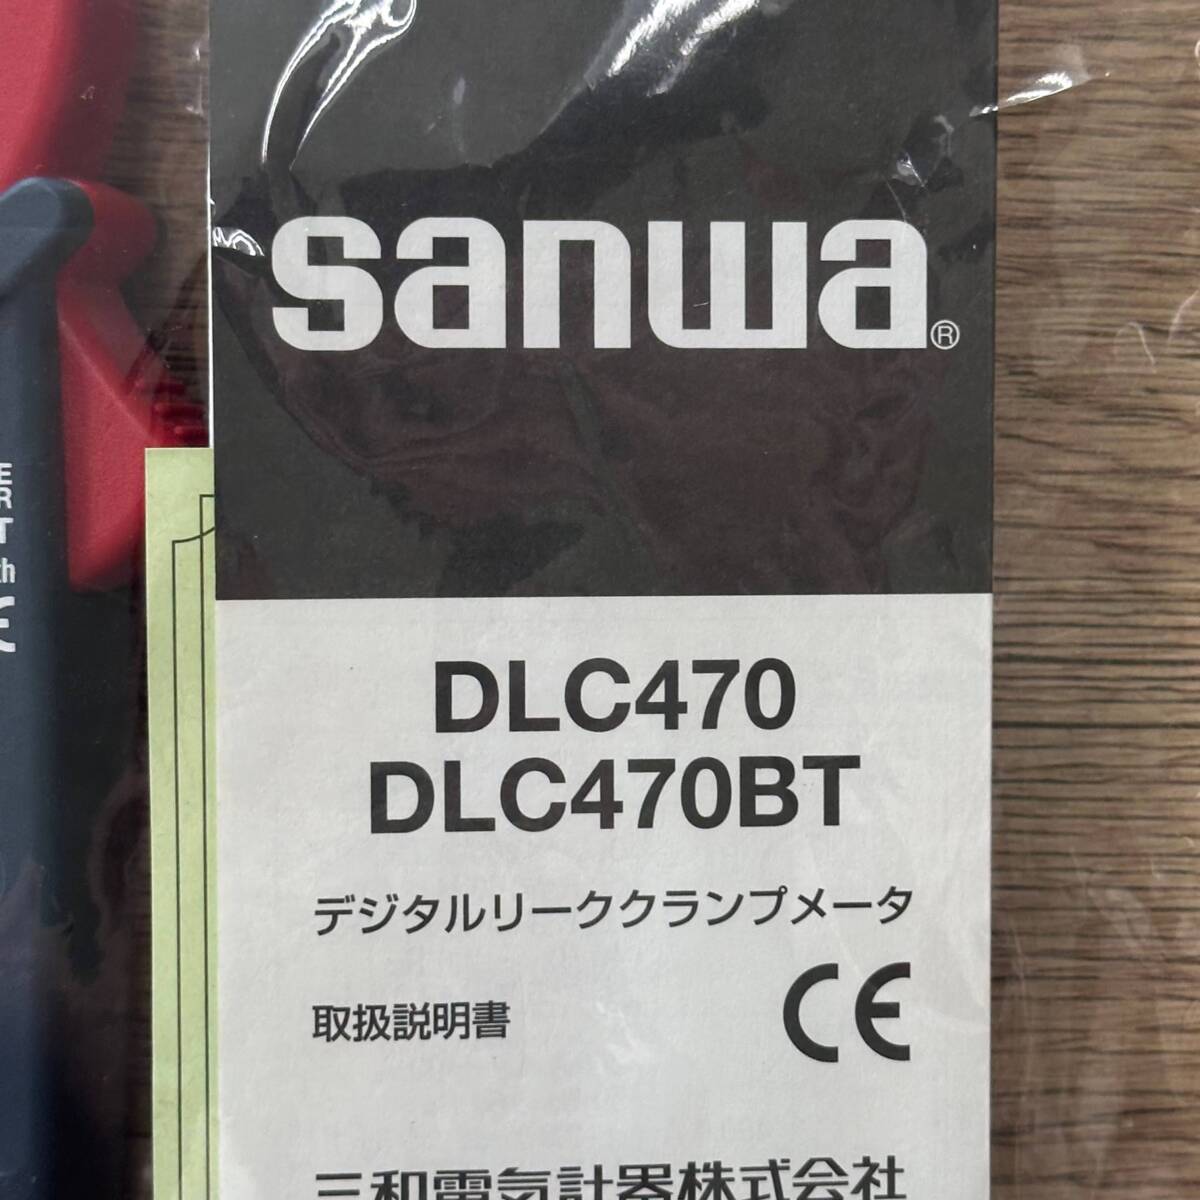 sanwa®
DLC470
DLC470BT
デジタルリーククランプメータ
取扱説明書
CE
三和電気計器株式会社